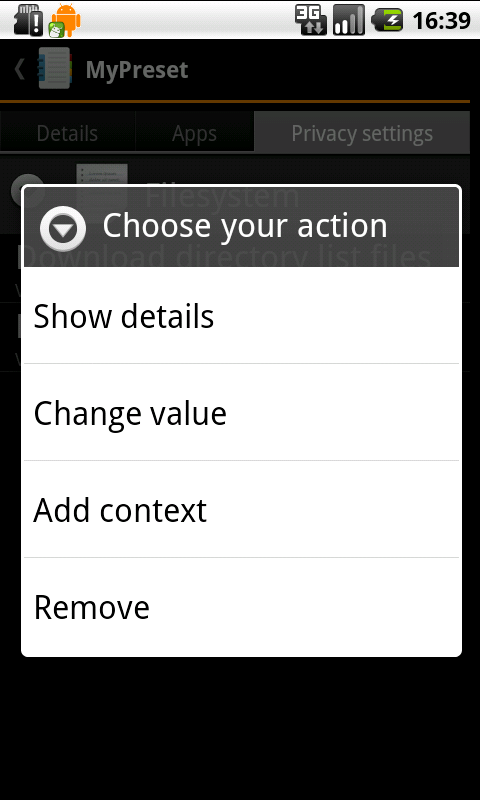 3G 16:39
MyPreset
Details Apps Privacy settings
Filesystem
Choose your action
Download directory list files
Show details
Change value
Add context
Remove